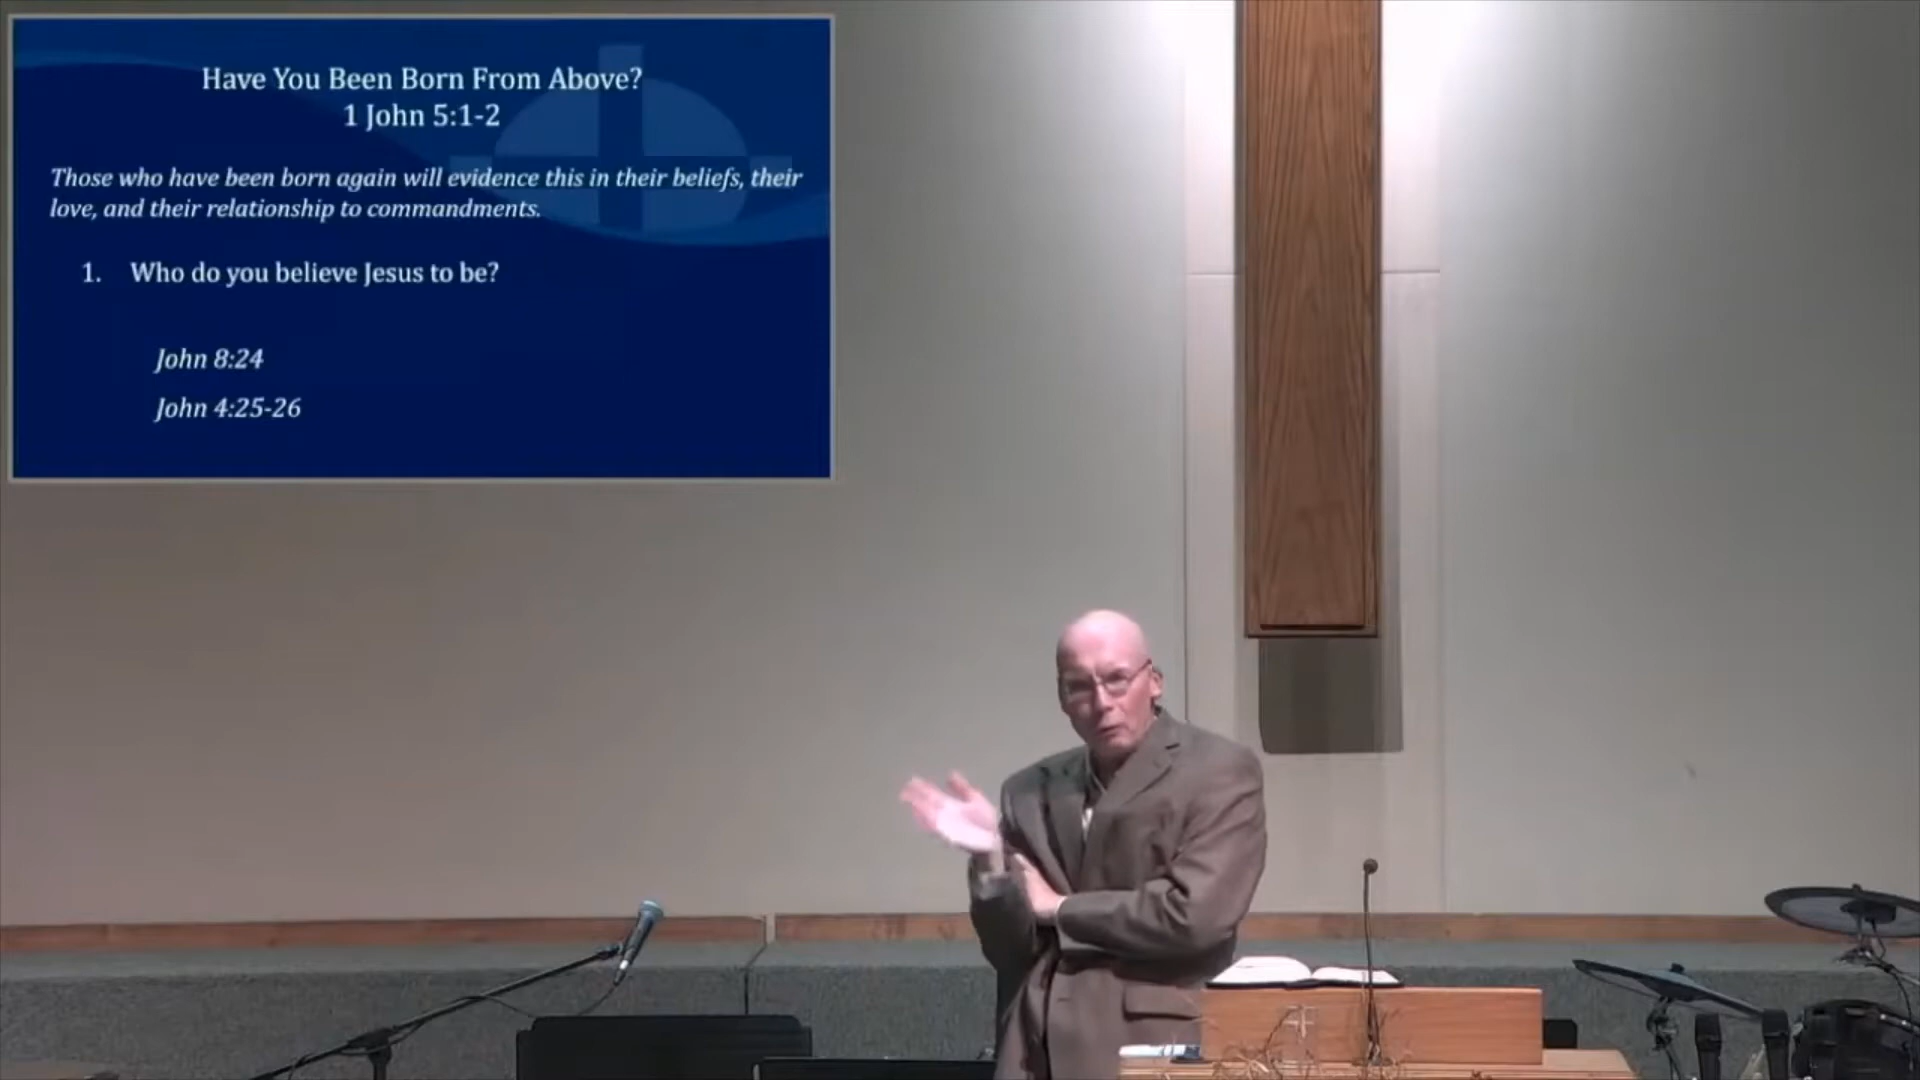 Have You Been Born From Above?
1 John 5:1-2
Those who have been born again will evidence this in their beliefs, their
love, and their relationship to commandments.
1. Who do you believe Jesus to be?
John 8:24
John 4:25-26